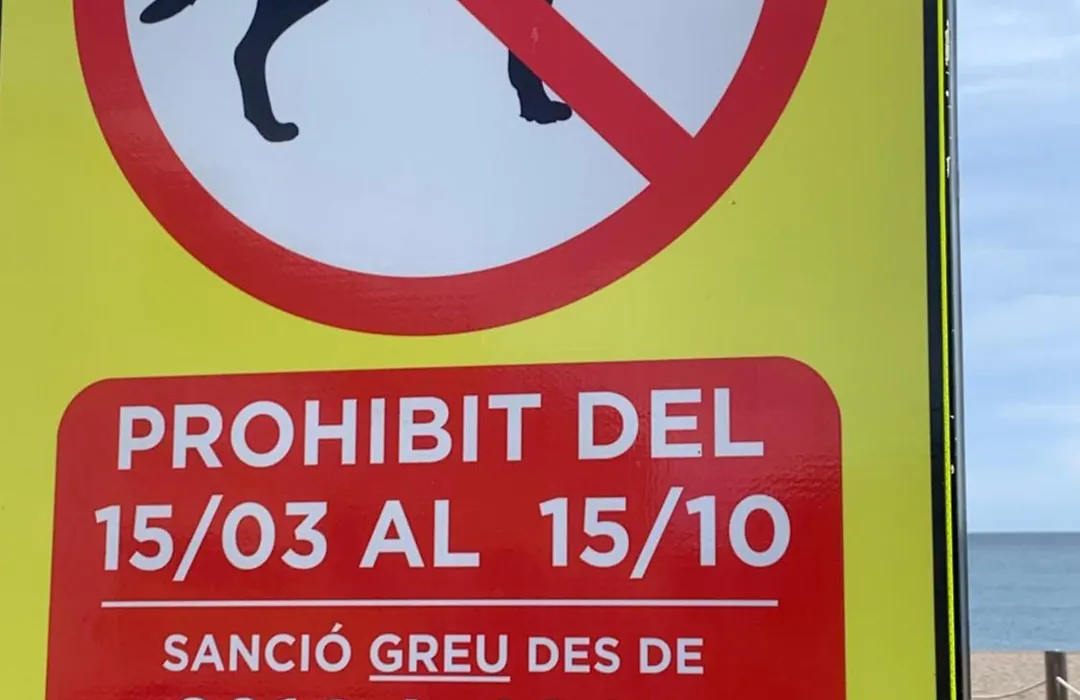 PROHIBIT DEL
15/03 AL 15/10
SANCIÓ GREU DES DE